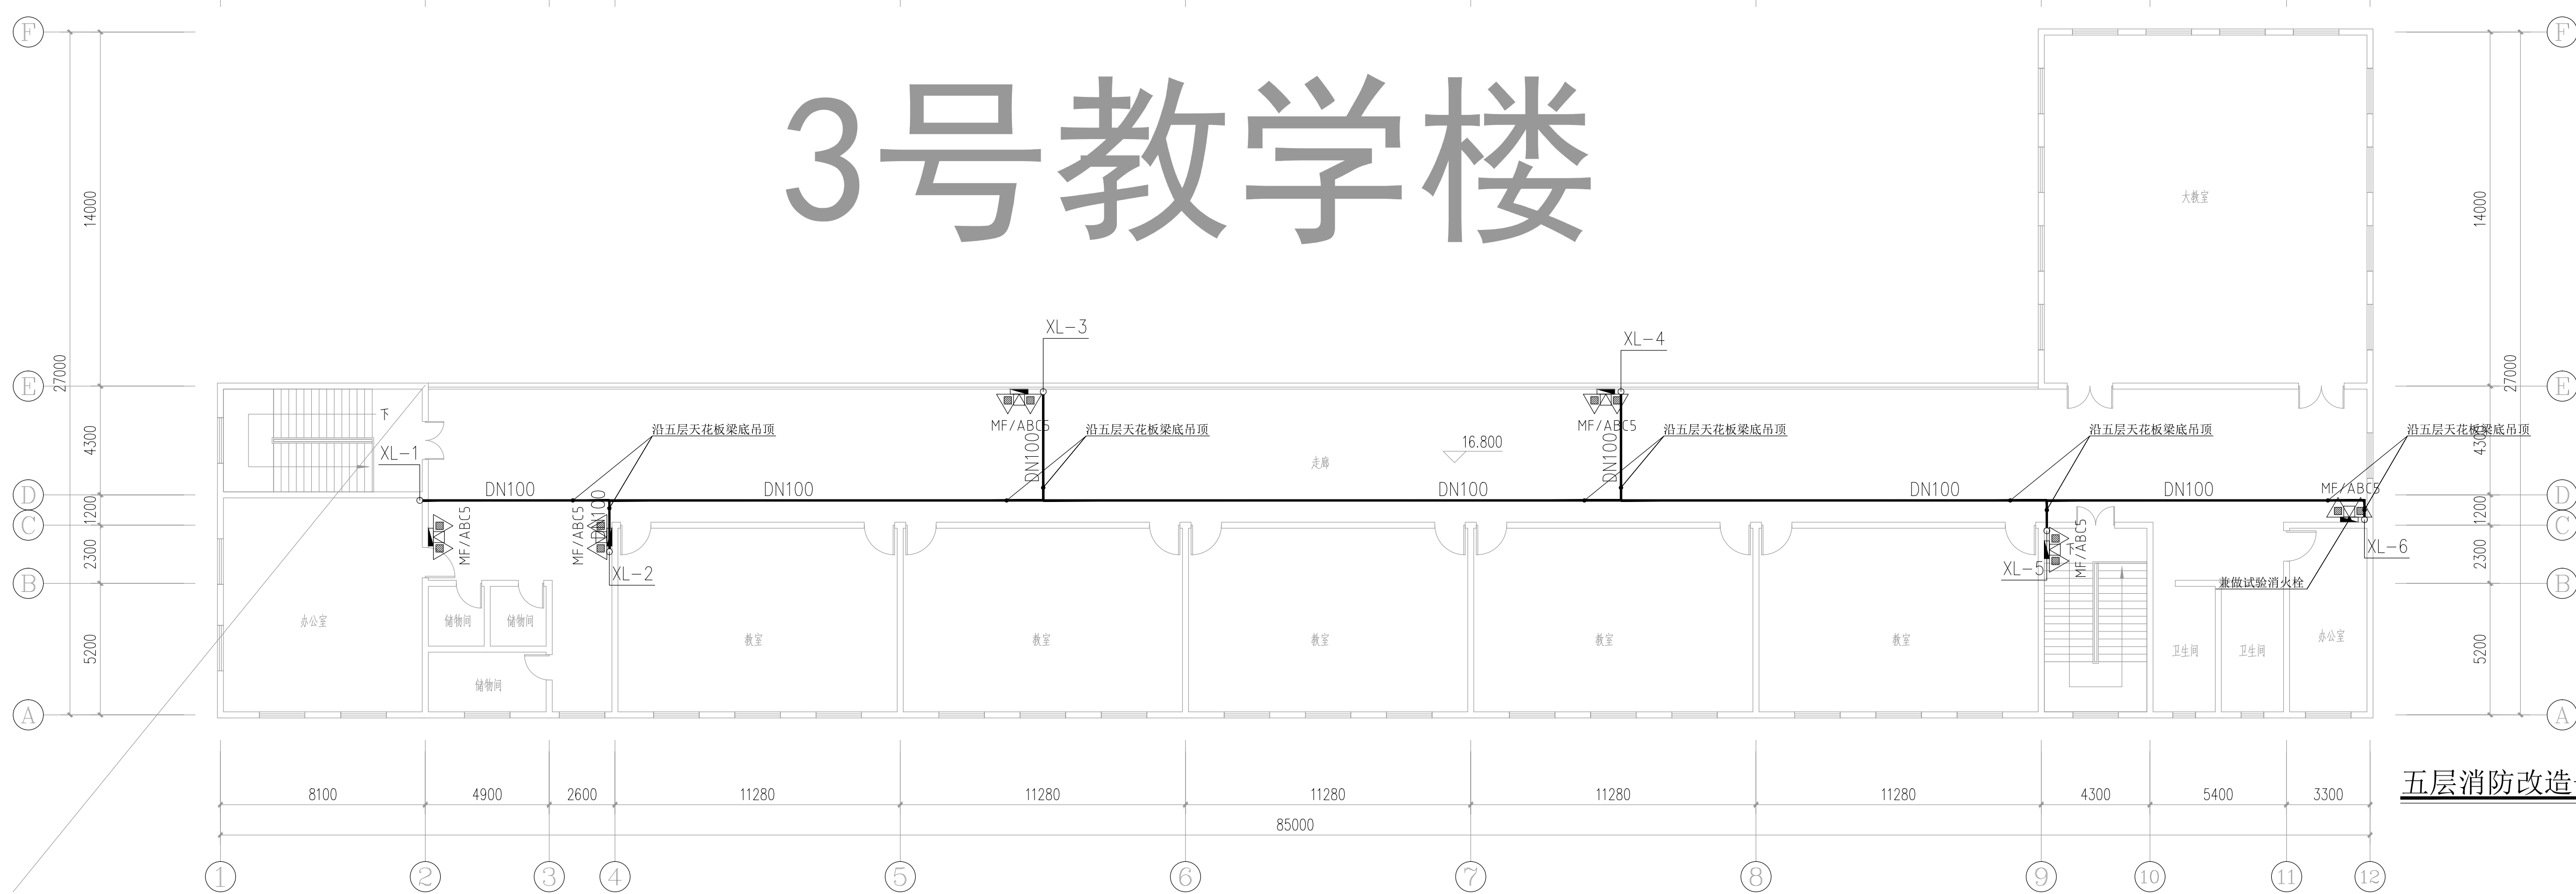 F
F
3号教学楼
27000
14000
大教室
14000
27000
XL-3
XL-4
E
E
下
MF/ABC5
MF/ABC5
4300
沿五层天花板梁底吊顶
沿五层天花板梁底吊顶
16.800
沿五层天花板梁底吊顶
沿五层天花板梁底吊顶
沿五层天花板梁底吊顶
4300
XL-1
DN100
走廊
DN100
D
DN100
DN100
DN100
DN100
DN100
MF/ABC5
D
1200
DN100
1200
C
MF/ABC5
MF/ABC5
下
MF/ABC5
C
2300
XL-2
XL-5
XL-6
2300
B
兼做试验消火栓
B
办公室
储物间
储物间
教室
教室
教室
教室
教室
办公室
5200
卫生间
卫生间
5200
储物间
A
A
五层消防改造
8100
4900
2600
11280
11280
11280
11280
11280
4300
5400
3300
85000
1
2
3
4
5
6
7
8
9
10
11
12